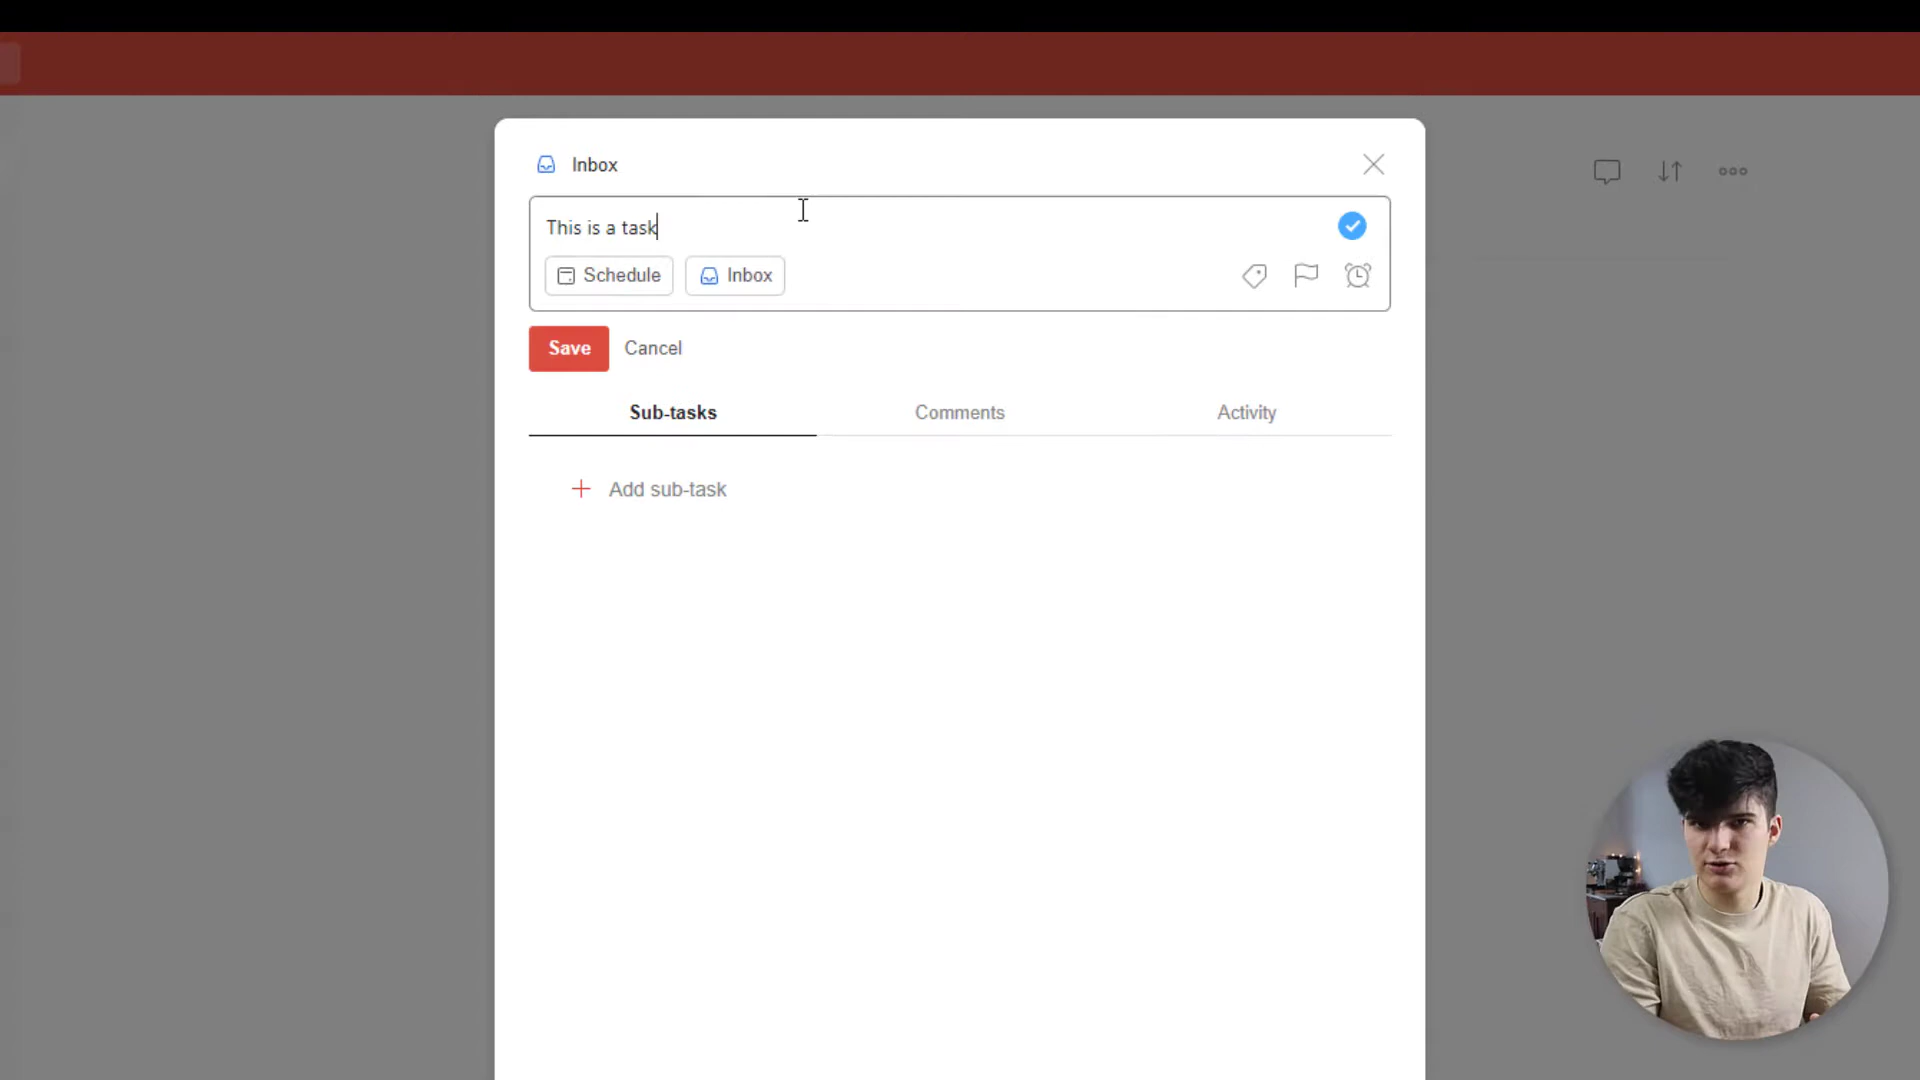 Inbox
This is a task
Schedule Inbox
Save Cancel
Sub-tasks Comments Activity
Add sub-task